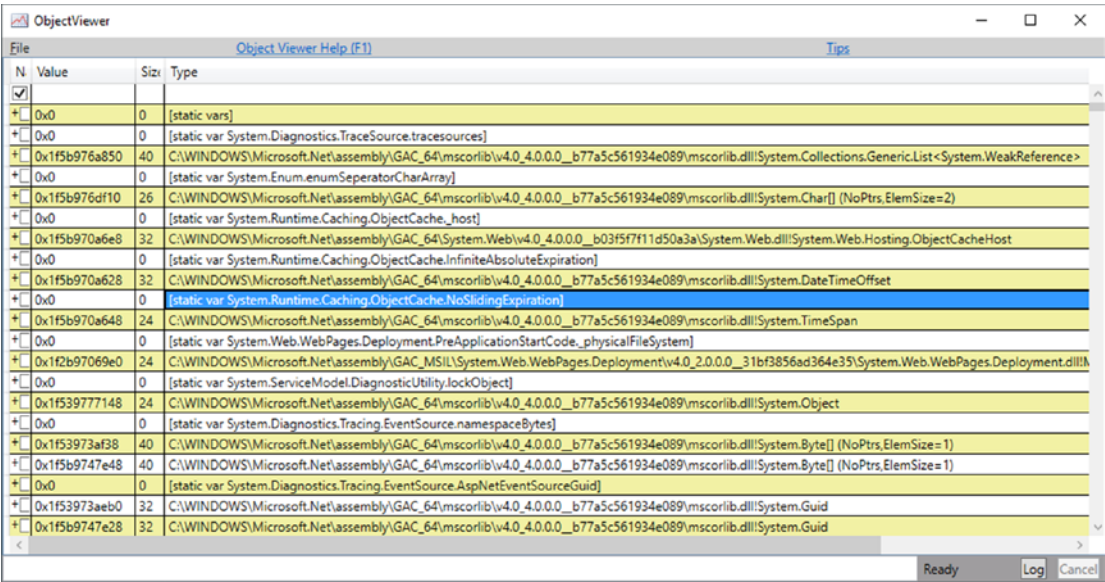 ObjectViewer
File Object Viewer Help (F1) Tips
N Value Size Type
+ 0x0 0 [static vars]
+ 0x0 0 [static var System.Diagnostics.TraceSource.tracesources]
+ 0x1f5b976a850 40 C:\WINDOWS\Microsoft.Net\assembly\GAC_64\mscorlib\v4.0_4.0.0.0__b77a5c561934e089\mscorlib.dll!System.Collections.Generic.List<System.WeakReference>
+ 0x0 0 [static var System.Enum.enumSeperatorCharArray]
+ 0x1f5b976df10 26 C:\WINDOWS\Microsoft.Net\assembly\GAC_64\mscorlib\v4.0_4.0.0.0__b77a5c561934e089\mscorlib.dll!System.Char[] (NoPtrs,ElemSize=2)
+ 0x0 0 [static var System.Runtime.Caching.ObjectCache._host]
+ 0x1f5b970a6e8 32 C:\WINDOWS\Microsoft.Net\assembly\GAC_64\System.Web\v4.0_4.0.0.0__b03f5f7f11d50a3a\System.Web.dll!System.Web.Hosting.ObjectCacheHost
+ 0x0 0 [static var System.Runtime.Caching.ObjectCache.InfiniteAbsoluteExpiration]
+ 0x1f5b970a628 32 C:\WINDOWS\Microsoft.Net\assembly\GAC_64\mscorlib\v4.0_4.0.0.0__b77a5c561934e089\mscorlib.dll!System.DateTimeOffset
+ 0x0 0 [static var System.Runtime.Caching.ObjectCache.NoSlidingExpiration]
+ 0x1f5b970a648 24 C:\WINDOWS\Microsoft.Net\assembly\GAC_64\mscorlib\v4.0_4.0.0.0__b77a5c561934e089\mscorlib.dll!System.TimeSpan
+ 0x0 0 [static var System.Web.WebPages.Deployment.PreApplicationStartCode._physicalFileSystem]
+ 0x1f2b97069e0 24 C:\WINDOWS\Microsoft.Net\assembly\GAC_MSIL\System.Web.WebPages.Deployment\v4.0_2.0.0.0__31bf3856ad364e35\System.Web.WebPages.Deployment.dll!M
+ 0x0 0 [static var System.ServiceModel.DiagnosticUtility.lockObject]
+ 0x1f539777148 24 C:\WINDOWS\Microsoft.Net\assembly\GAC_64\mscorlib\v4.0_4.0.0.0__b77a5c561934e089\mscorlib.dll!System.Object
+ 0x0 0 [static var System.Diagnostics.Tracing.EventSource.namespaceBytes]
+ 0x1f53973af38 40 C:\WINDOWS\Microsoft.Net\assembly\GAC_64\mscorlib\v4.0_4.0.0.0__b77a5c561934e089\mscorlib.dll!System.Byte[] (NoPtrs,ElemSize=1)
+ 0x1f5b9747e48 40 C:\WINDOWS\Microsoft.Net\assembly\GAC_64\mscorlib\v4.0_4.0.0.0__b77a5c561934e089\mscorlib.dll!System.Byte[] (NoPtrs,ElemSize=1)
+ 0x0 0 [static var System.Diagnostics.Tracing.EventSource.AspNetEventSourceGuid]
+ 0x1f53973aeb0 32 C:\WINDOWS\Microsoft.Net\assembly\GAC_64\mscorlib\v4.0_4.0.0.0__b77a5c561934e089\mscorlib.dll!System.Guid
+ 0x1f5b9747e28 32 C:\WINDOWS\Microsoft.Net\assembly\GAC_64\mscorlib\v4.0_4.0.0.0__b77a5c561934e089\mscorlib.dll!System.Guid
Ready Log Cancel